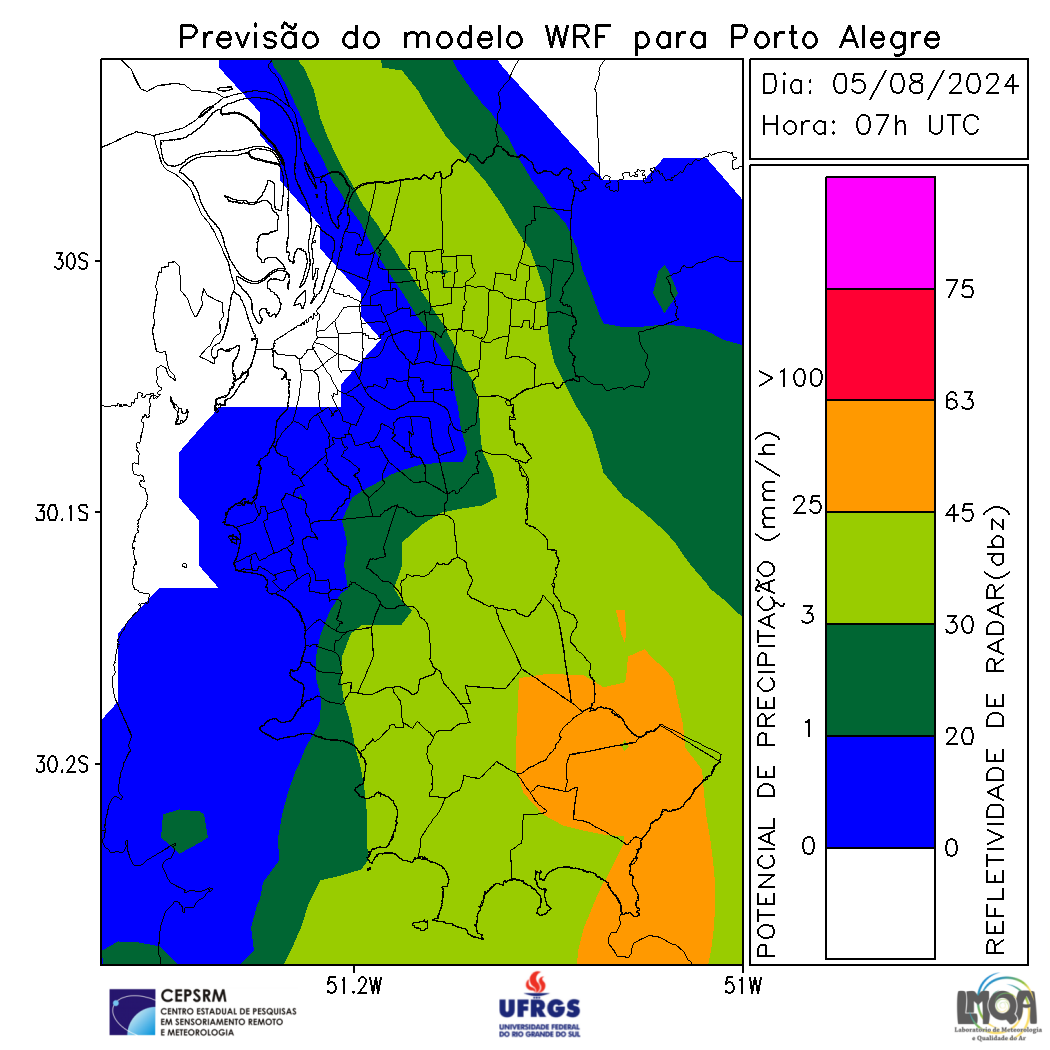 Previsão do modelo WRF para Porto Alegre
Dia: 05/08/2024
Hora: 07h UTC
30S
30.1S
30.2S
51.2W
51W
POTENCIAL DE PRECIPITAÇÃO (mm/h)
>100
25
3
1
0
75
63
45
30
20
0
REFLETIVIDADE DE RADAR(dbz)
CEPSRM
CENTRO ESTADUAL DE PESQUISAS
EM SENSORIAMENTO REMOTO
E METEOROLOGIA
UFRGS
UNIVERSIDADE FEDERAL
DO RIO GRANDE DO SUL
LMQA
Laboratório de Meteorologia
e Qualidade do Ar